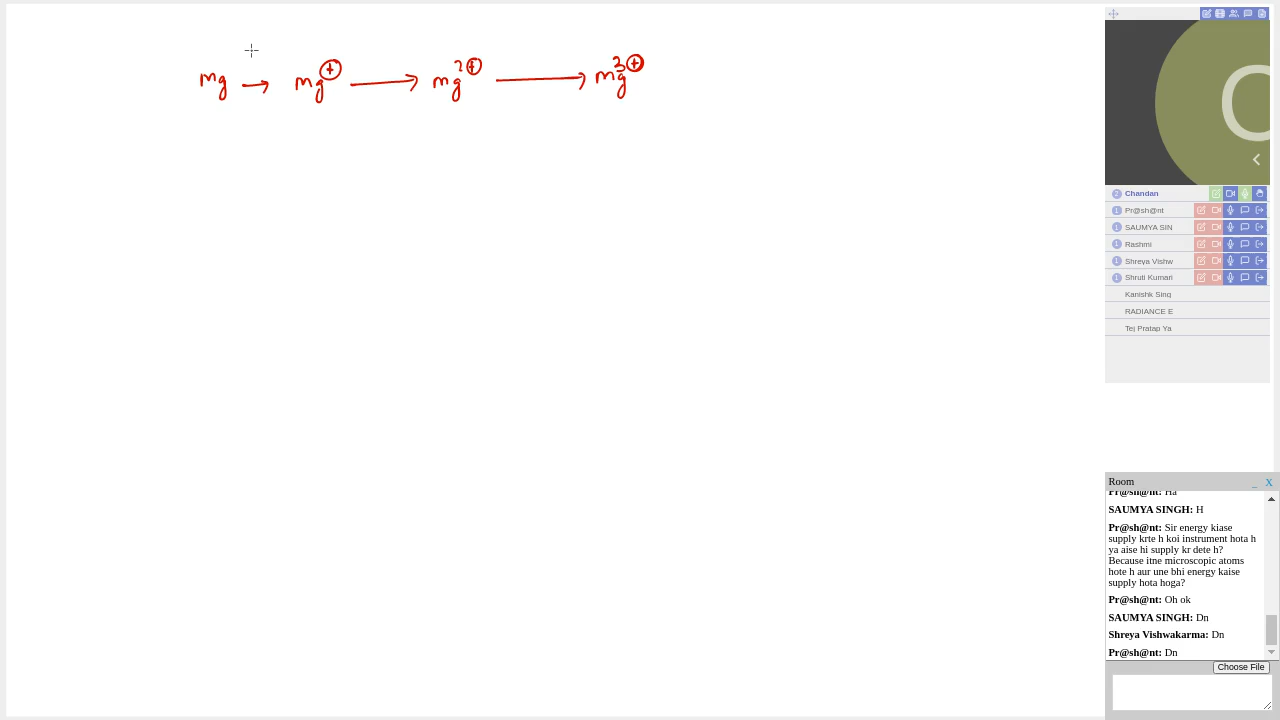 mg → mg⊕ → mg2⊕ → mg3⊕
C
Chandan
Pr@sh@nt
SAUMYA SIN
Rashmi
Shreya Vishw
Shruti Kumari
Kanishk Sing
RADIANCE E
Tej Pratap Ya
Room _ X
Pr@sh@nt: Ha
SAUMYA SINGH: H
Pr@sh@nt: Sir energy kiase
supply krte h koi instrument hota h
ya aise hi supply kr dete h?
Because itne microscopic atoms
hote h aur une bhi energy kaise
supply hota hoga?
Pr@sh@nt: Oh ok
SAUMYA SINGH: Dn
Shreya Vishwakarma: Dn
Pr@sh@nt: Dn
Choose File